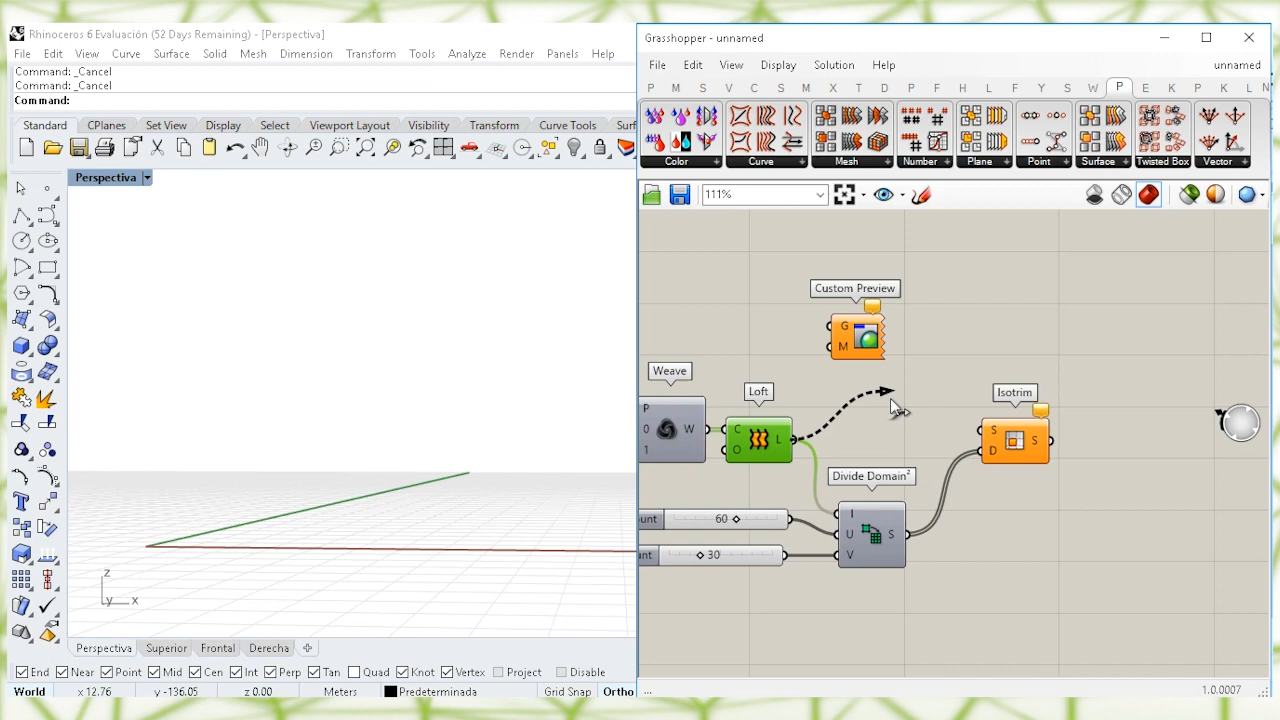 Rhinoceros 6 Evaluación (52 Days Remaining) - [Perspectiva]
File Edit View Curve Surface Solid Mesh Dimension Transform Tools Analyze Render Panels Help
Command: _Cancel
Command: _Cancel
Command:
Standard CPlanes Set View Display Select Viewport Layout Visibility Transform Curve Tools Surf
Perspectiva
z
y x
Perspectiva Superior Frontal Derecha
End Near Point Mid Cen Int Perp Tan Quad Knot Vertex Project Disable
World x 12.76 y -136.05 z 0.00 Meters Predeterminada Grid Snap Ortho
Grasshopper - unnamed
File Edit View Display Solution Help unnamed
P M S V C S M X T D P F H L F Y S W P E K P K L N
Color Curve Mesh Number Plane Point Surface Twisted Box Vector
111%
Custom Preview
G
M
Weave
P
0 W
1
Loft
C L
O
Isotrim
S S
D
Divide Domain²
I
U S
V
unt 60
nt 30
... 1.0.0007